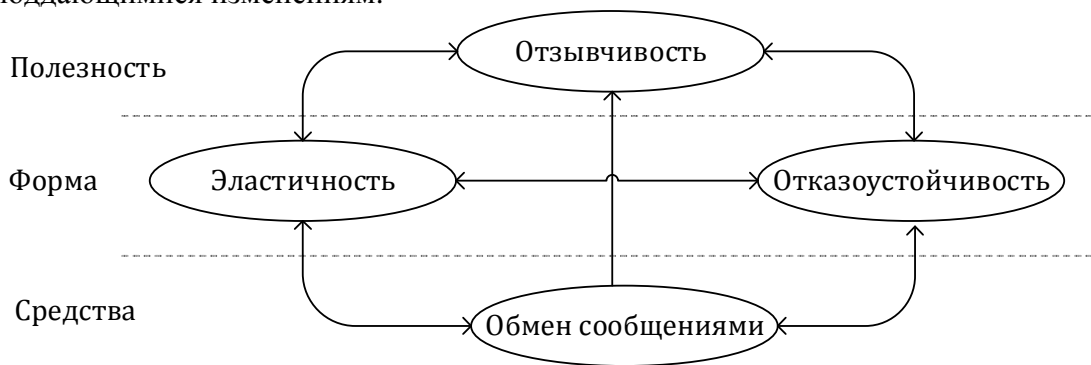 поддающимися изменениям.
Отзывчивость
Полезность
Форма
Эластичность
Отказоустойчивость
Средства
Обмен сообщениями